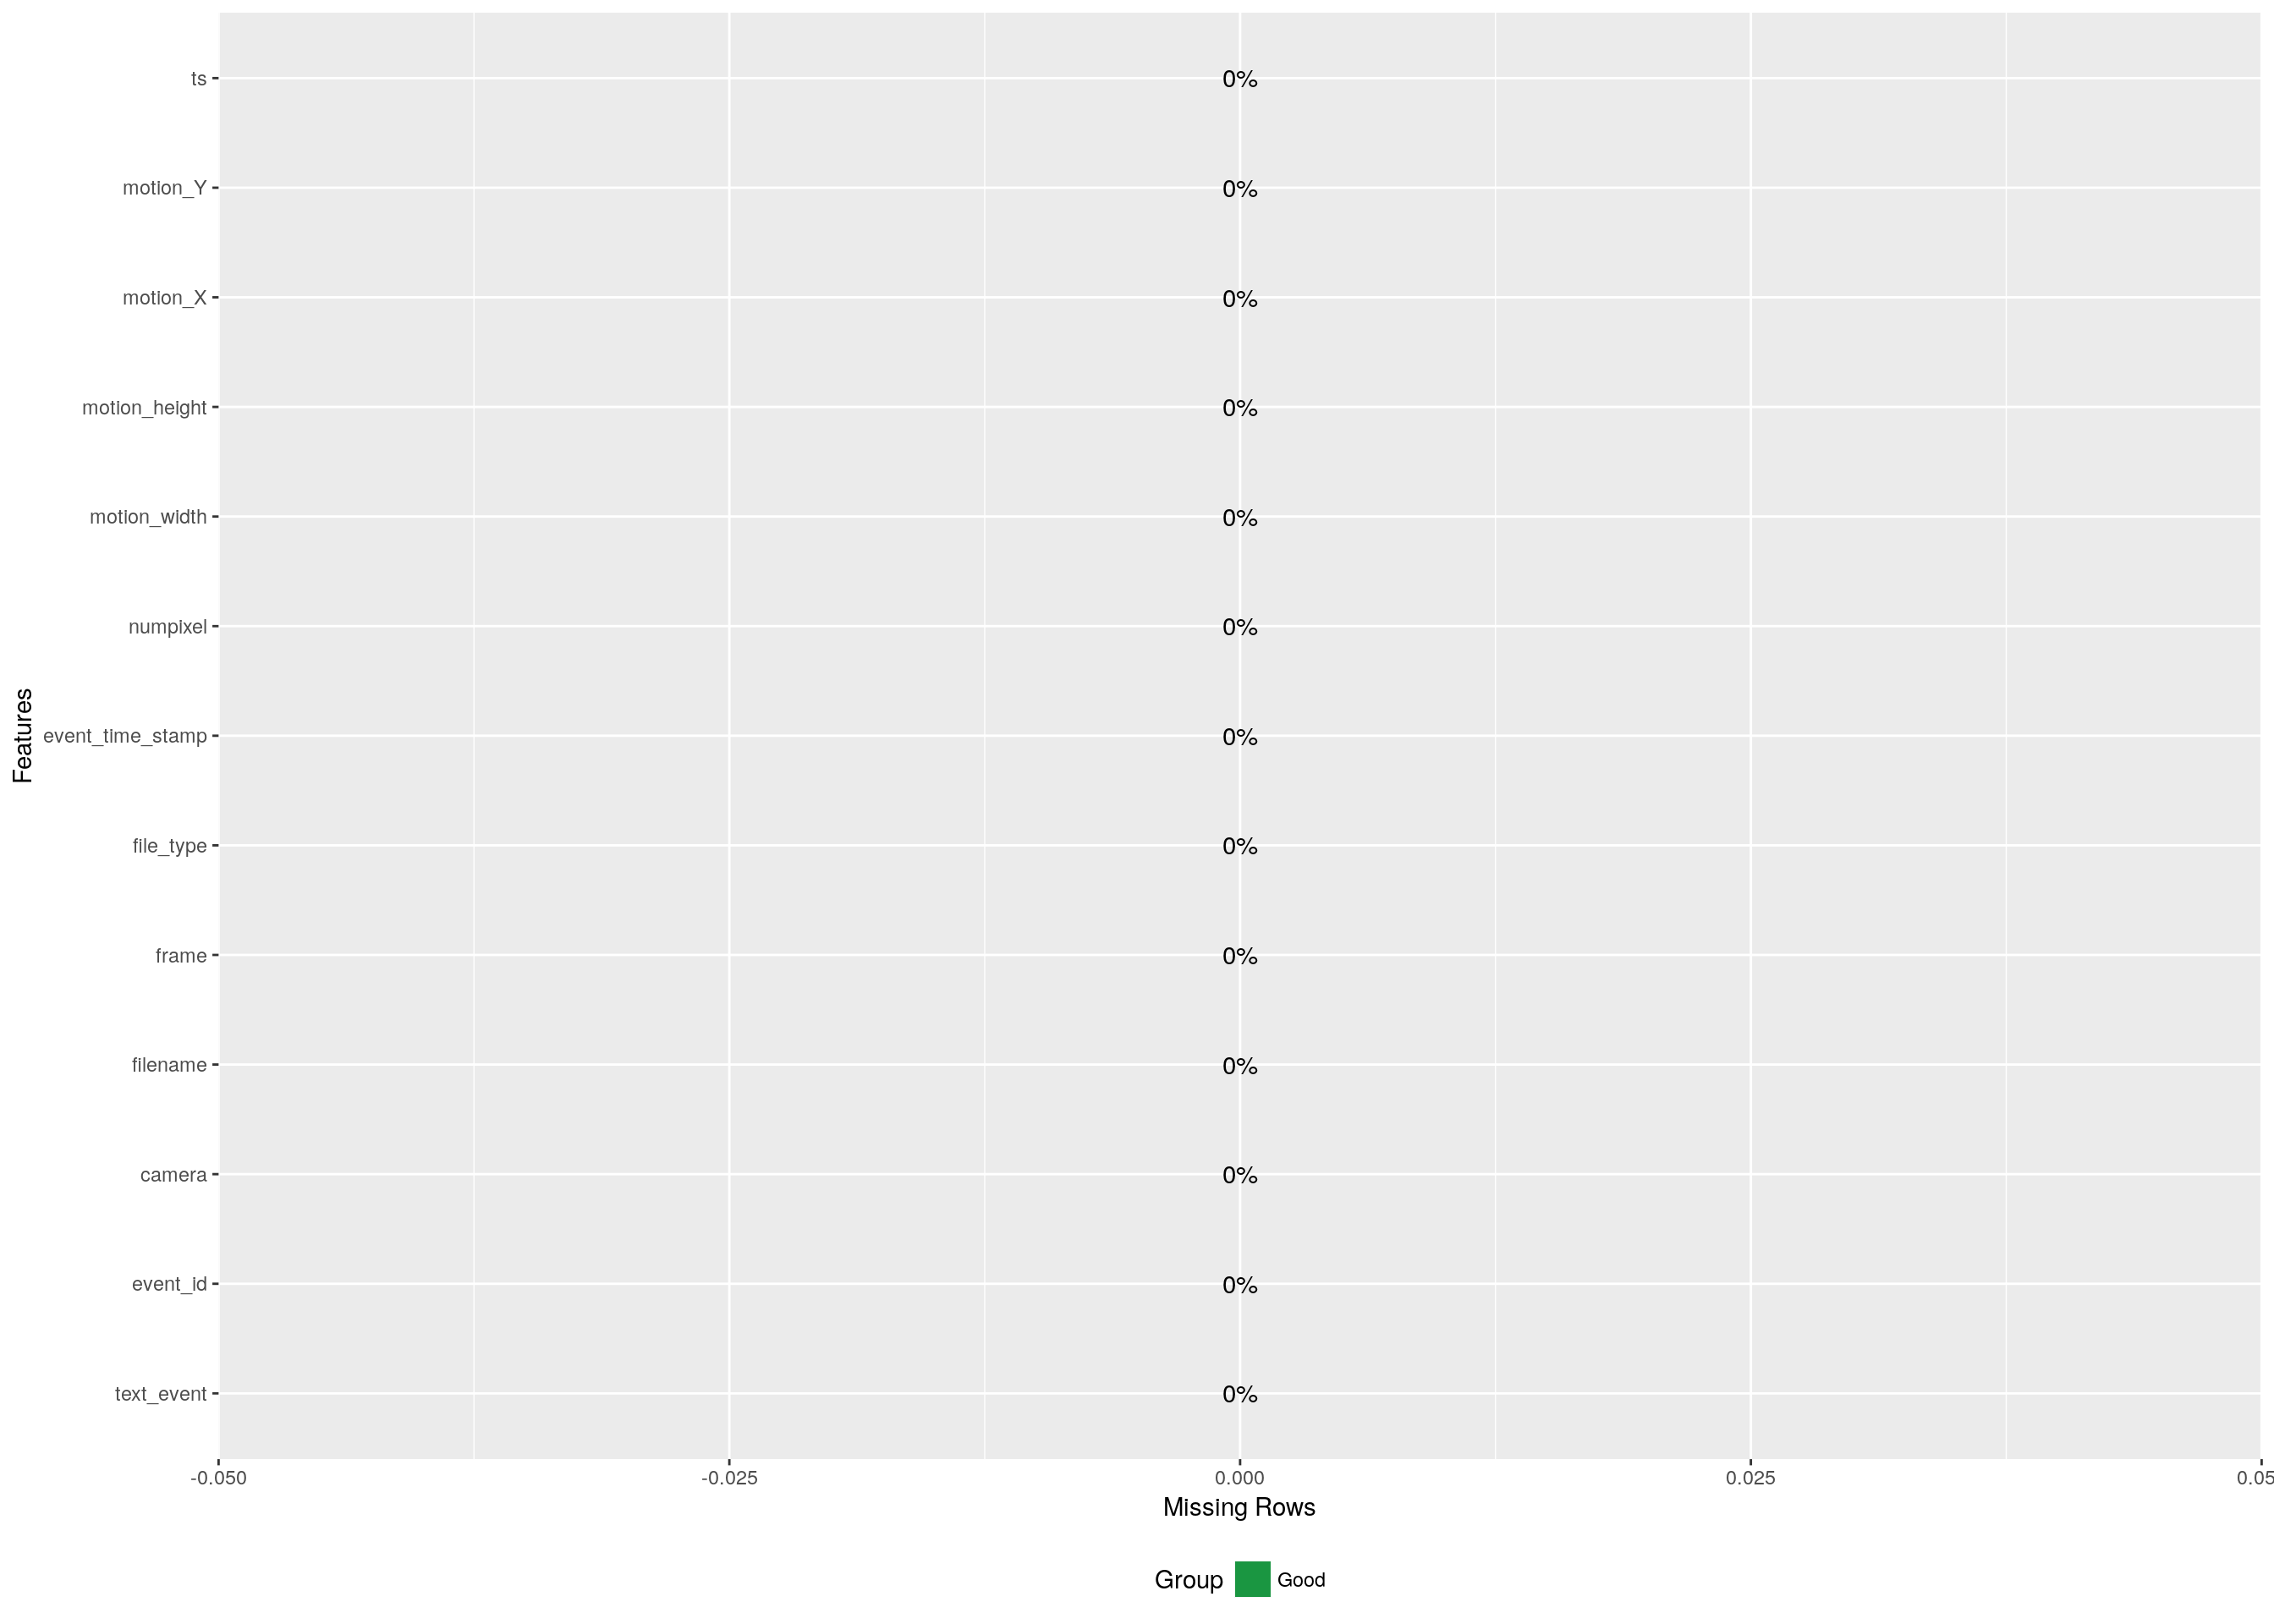 ts
0%
motion_Y
0%
motion_X
0%
motion_height
0%
motion_width
0%
numpixel
0%
Features
event_time_stamp
0%
file_type
0%
frame
0%
filename
0%
camera
0%
event_id
0%
text_event
0%
-0.050
-0.025
0.000
0.025
0.05
Missing Rows
Group
Good